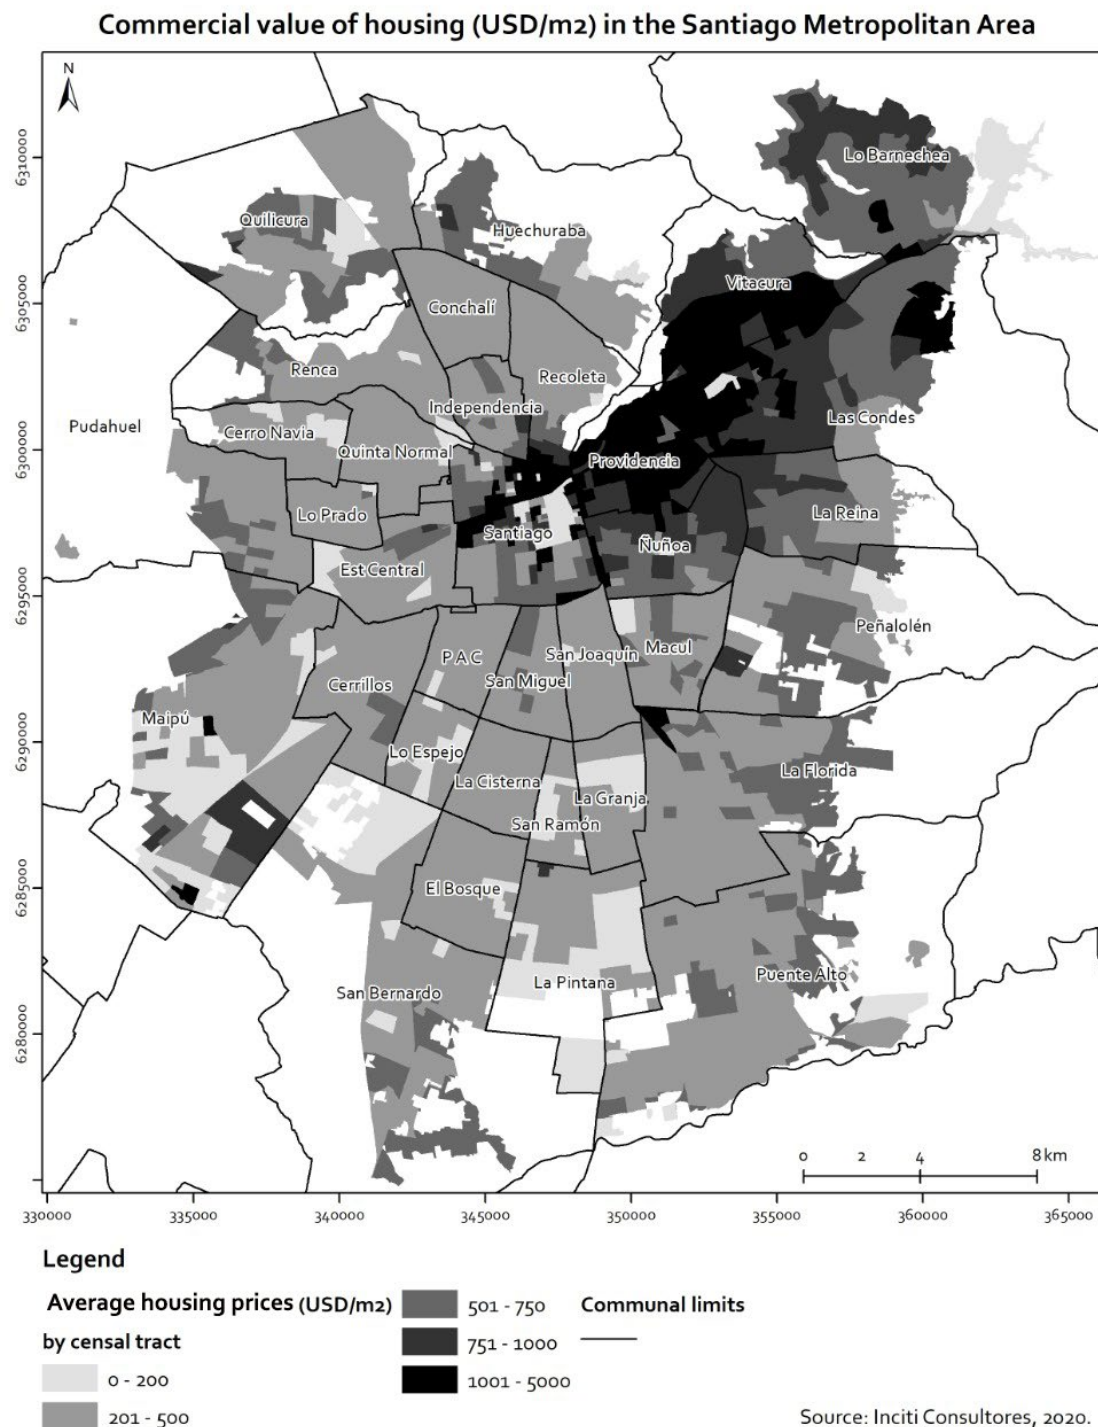 Commercial value of housing (USD/m2) in the Santiago Metropolitan Area
N
6310000
6305000
6300000
6295000
6290000
6285000
6280000
Lo Barnechea
Quilicura
Huechuraba
Vitacura
Conchalí
Renca
Recoleta
Independencia
Las Condes
Pudahuel
Cerro Navia
Quinta Normal
Providencia
Lo Prado
La Reina
Santiago
Ñuñoa
Est Central
Peñalolén
PAC
San Joaquín
Macul
San Miguel
Cerrillos
Maipú
Lo Espejo
La Cisterna
La Florida
La Granja
San Ramón
El Bosque
Puente Alto
La Pintana
San Bernardo
0 2 4 8 km
330000 335000 340000 345000 350000 355000 360000 365000
Legend
Average housing prices (USD/m2)
by censal tract
0 - 200
201 - 500
501 - 750
751 - 1000
1001 - 5000
Communal limits
Source: Inciti Consultores, 2020.